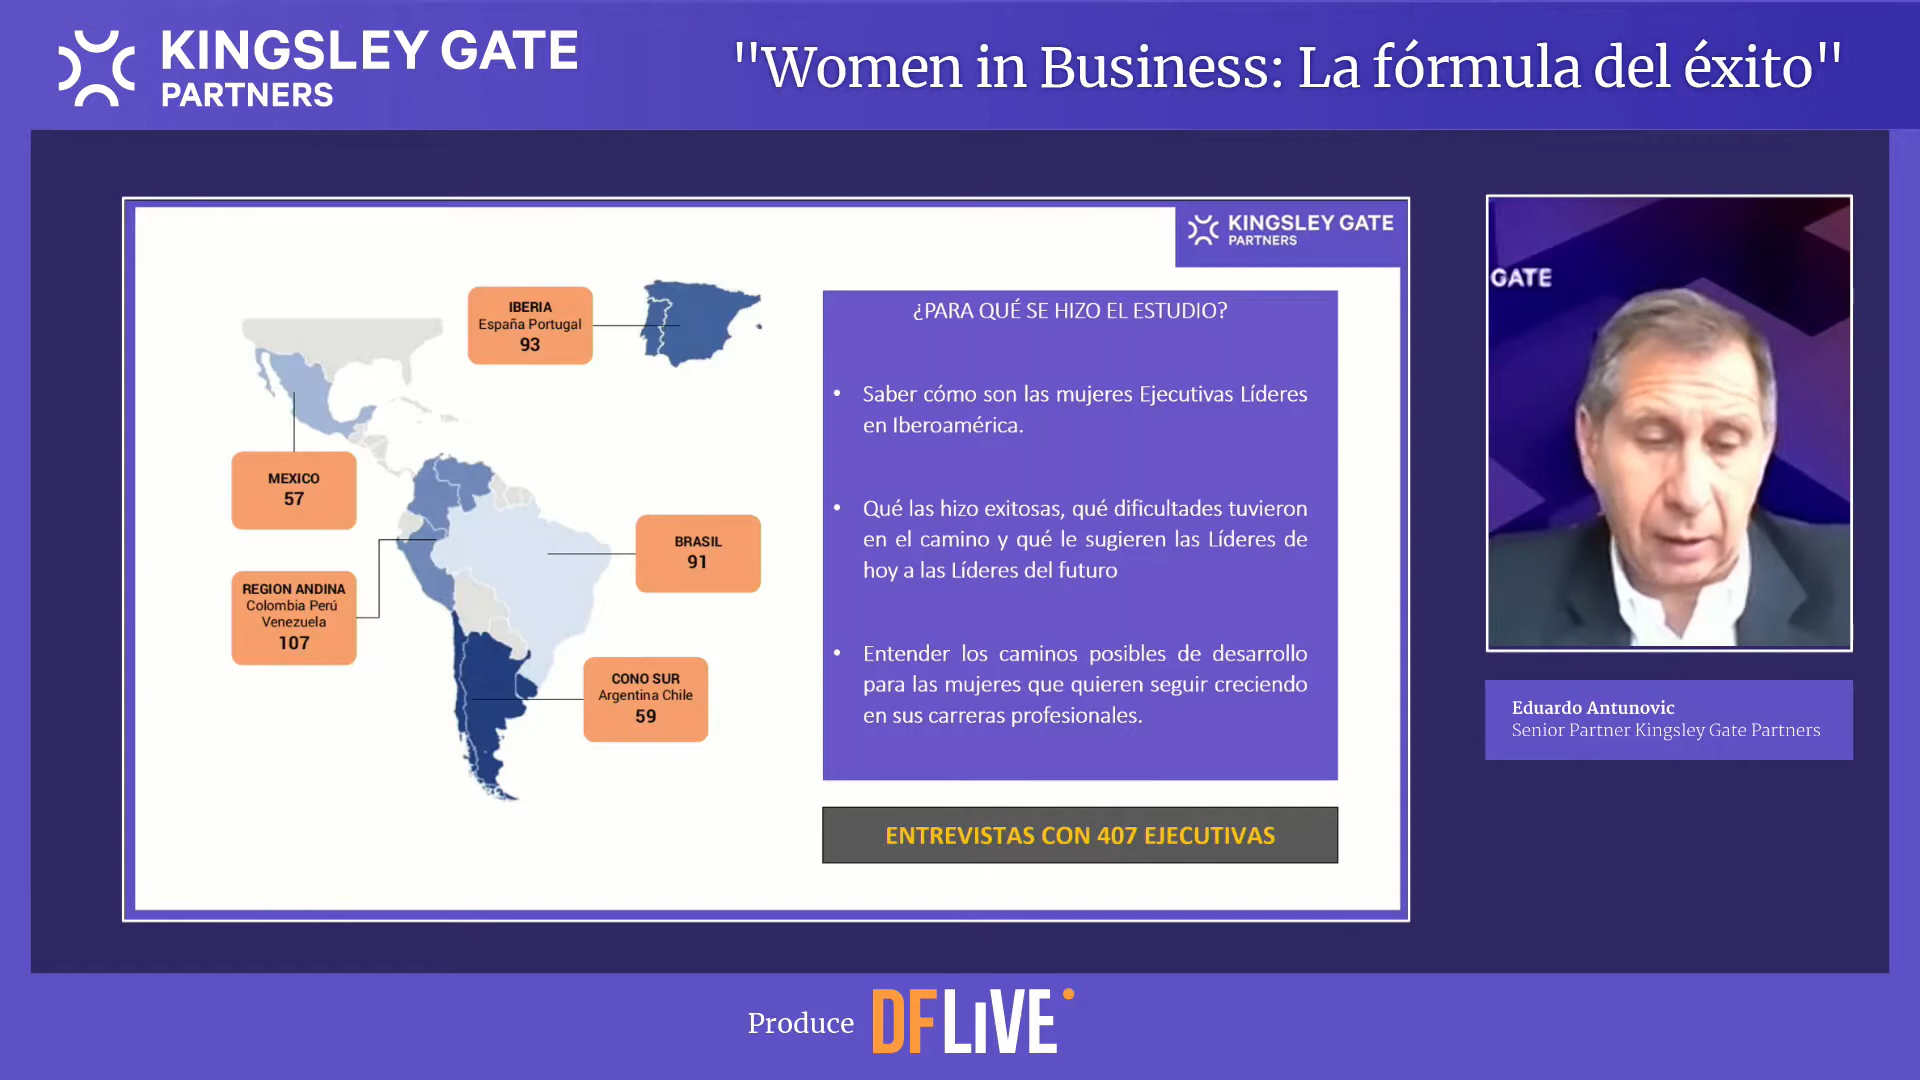 KINGSLEY GATE
PARTNERS
"Women in Business: La fórmula del éxito"
KINGSLEY GATE
PARTNERS
IBERIA
España Portugal
93
MEXICO
57
REGION ANDINA
Colombia Perú
Venezuela
107
BRASIL
91
CONO SUR
Argentina Chile
59
¿PARA QUÉ SE HIZO EL ESTUDIO?
• Saber cómo son las mujeres Ejecutivas Líderes
en Iberoamérica.
• Qué las hizo exitosas, qué dificultades tuvieron
en el camino y qué le sugieren las Líderes de
hoy a las Líderes del futuro
• Entender los caminos posibles de desarrollo
para las mujeres que quieren seguir creciendo
en sus carreras profesionales.
ENTREVISTAS CON 407 EJECUTIVAS
GATE
Eduardo Antunovic
Senior Partner Kingsley Gate Partners
Produce DF LiVE